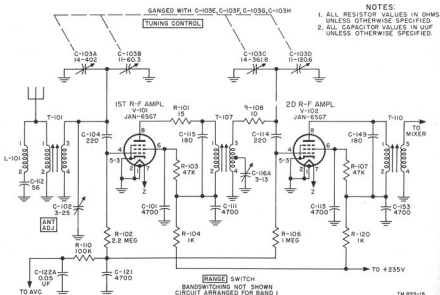 GANGED WITH C-103E, C-103F, C-103G, C-103H
TUNING CONTROL
NOTES:
1. ALL RESISTOR VALUES IN OHMS
UNLESS OTHERWISE SPECIFIED.
2. ALL CAPACITOR VALUES IN UUF
UNLESS OTHERWISE SPECIFIED.
C-103A
14-402
C-103B
11-60.3
C-103C
14-361.8
C-103D
11-120.6
1ST R-F AMPL
V-101
JAN-6SG7
R-101
15
R-108
10
2D R-F AMPL
V-102
JAN-6SG7
T-101
C-104
220
C-115
180
T-107
C-114
220
C-149
180
T-110
TO
MIXER
L-101
C-112
56
C-102
3-25
ANT
ADJ
R-103
47K
C-116A
3-13
R-107
47K
C-101
4700
C-111
4700
C-113
4700
C-153
4700
R-110
100K
R-102
2.2 MEG
R-104
1K
R-106
1 MEG
R-120
1K
TO +235V
TO AVC
C-122A
0.05
UF
C-121
4700
RANGE SWITCH
BANDSWITCHING NOT SHOWN
CIRCUIT ARRANGED FOR BAND 1